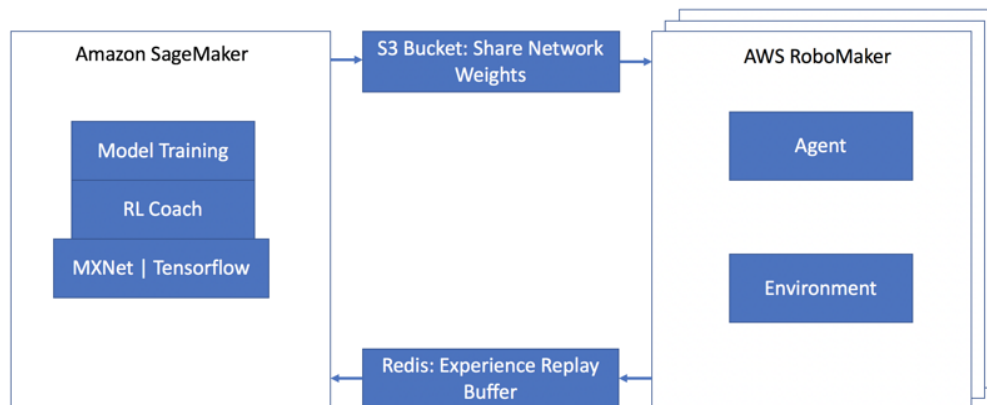 Amazon SageMaker
S3 Bucket: Share Network
Weights
AWS RoboMaker
Model Training
RL Coach
MXNet | Tensorflow
Agent
Environment
Redis: Experience Replay
Buffer